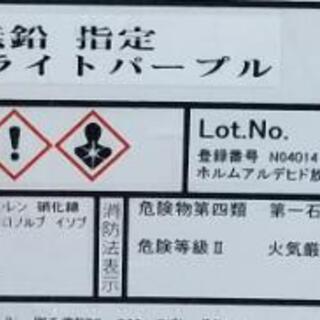 鉛 指定
ライトパープル
Lot.No.
登録番号 N04014
ホルムアルデヒド放
レン 硝化綿
ロノルブ イソブ
消防法表示
危険物第四類 第一石
危険等級Ⅱ 火気厳